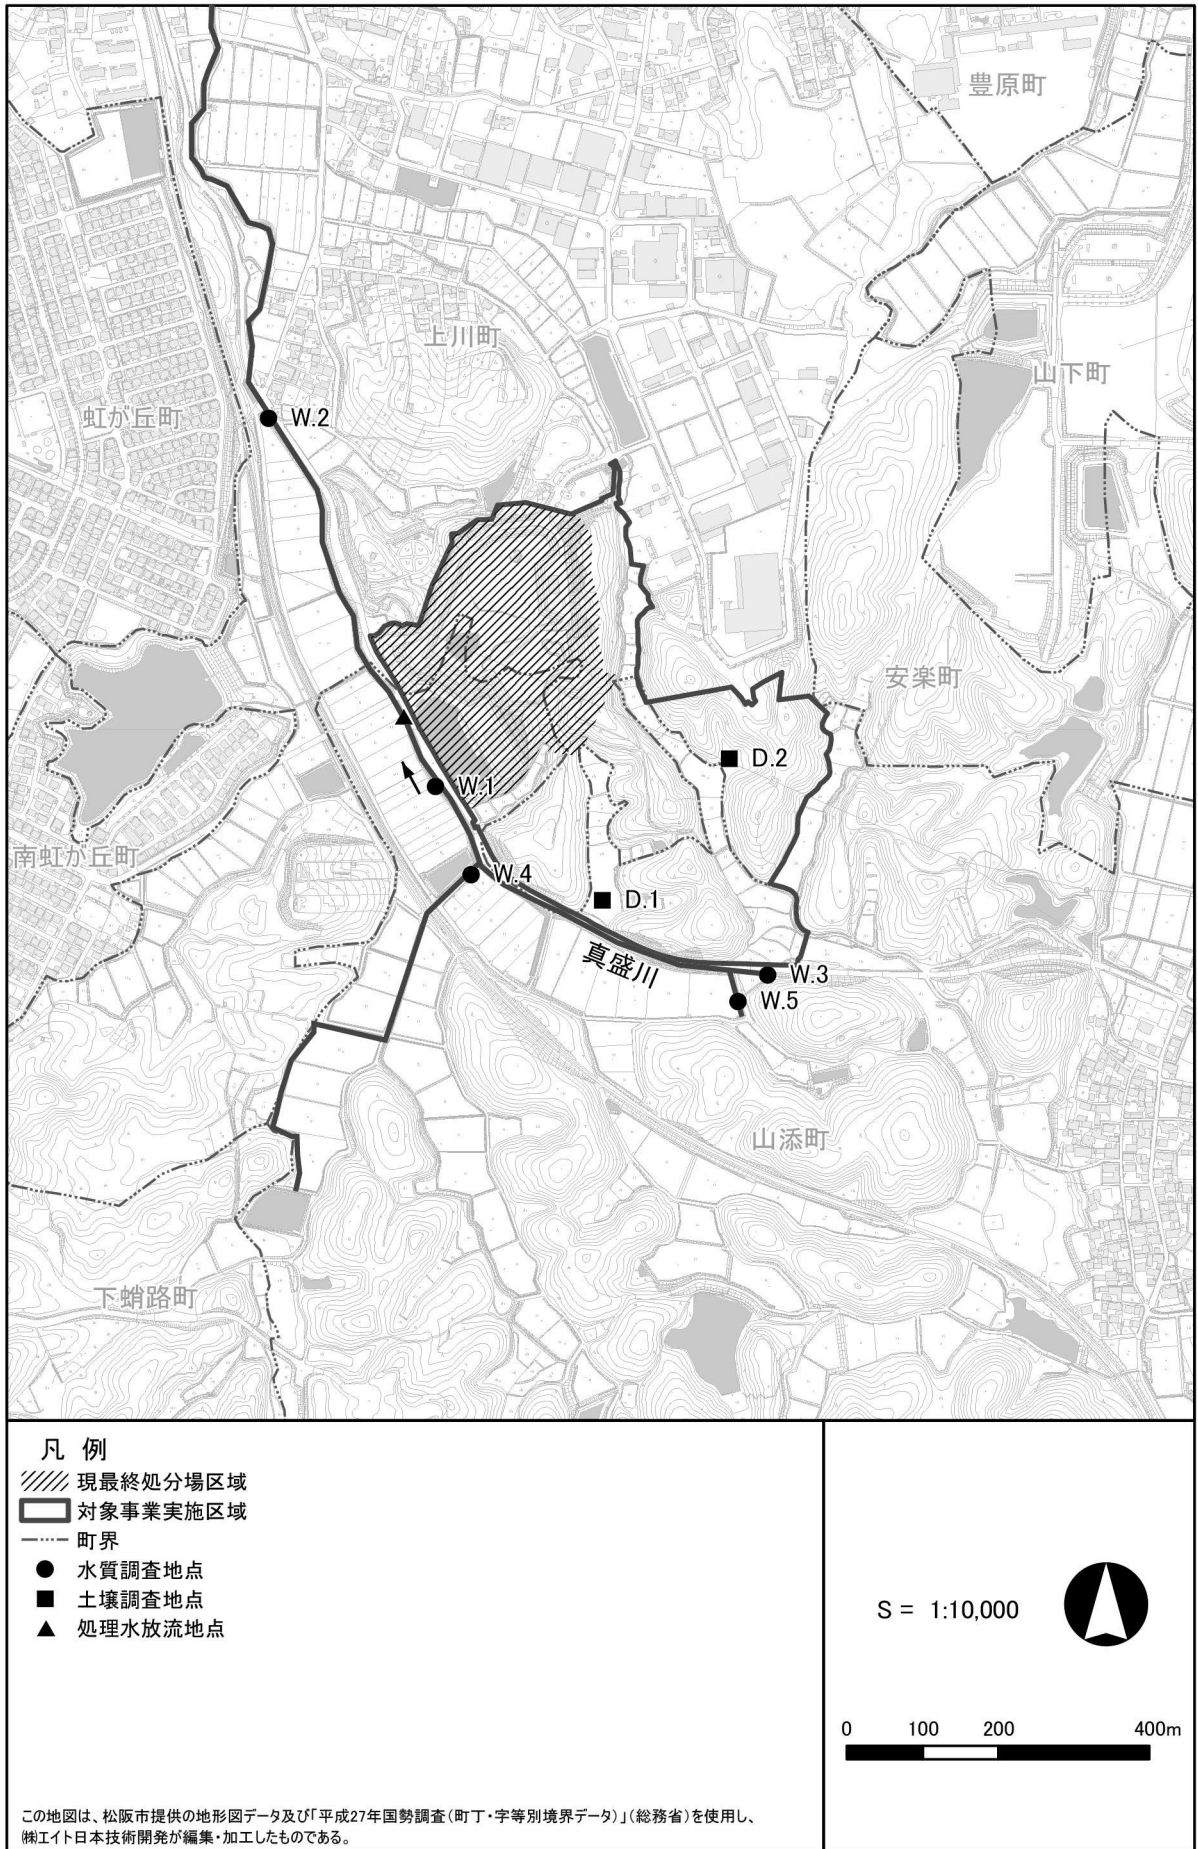 豊原町
上川町
山下町
虹が丘町
W.2
安楽町
D.2
W.1
南虹が丘町
W.4
D.1
真盛川
W.3
W.5
山添町
下蛸路町
凡 例
現最終処分場区域
対象事業実施区域
町界
水質調査地点
土壌調査地点
処理水放流地点
S = 1:10,000
0 100 200 400m
この地図は、松阪市提供の地形図データ及び「平成27年国勢調査(町丁・字等別境界データ)」(総務省)を使用し、
㈱エイト日本技術開発が編集・加工したものである。